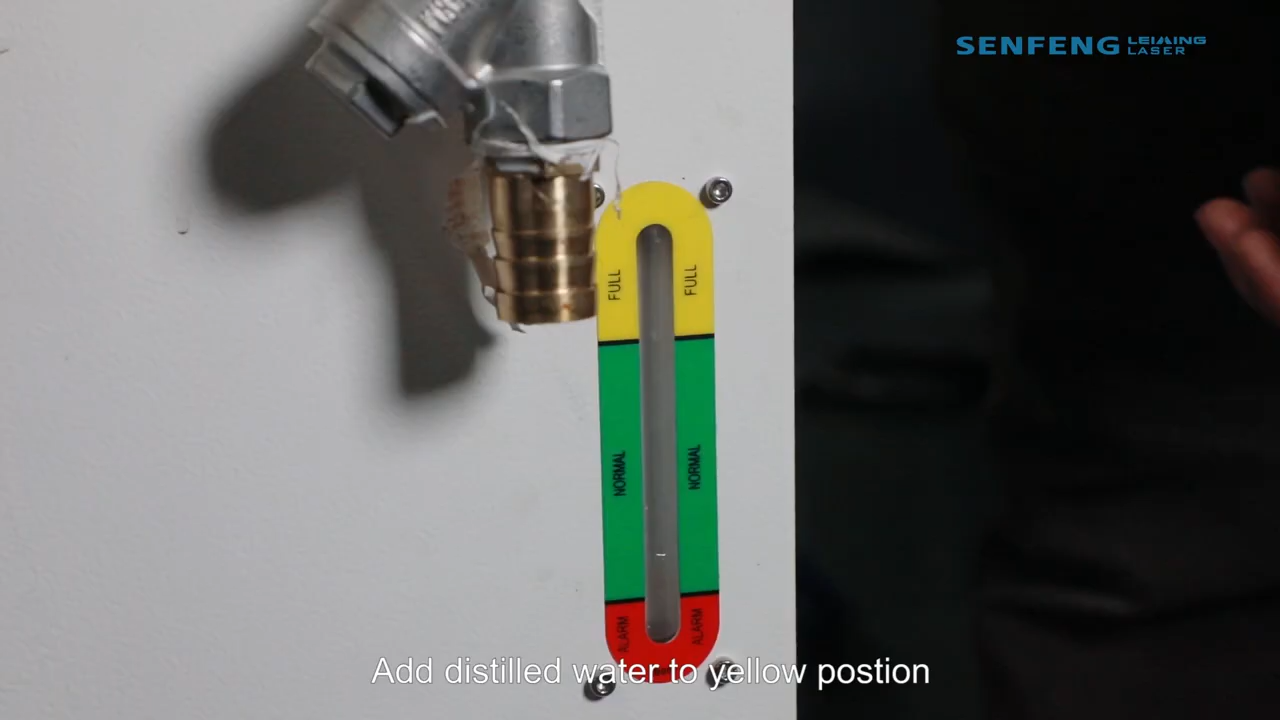 SENFENG LEIMING LASER
FULL FULL
NORMAL NORMAL
ALARM ALARM
Add distilled water to yellow postion